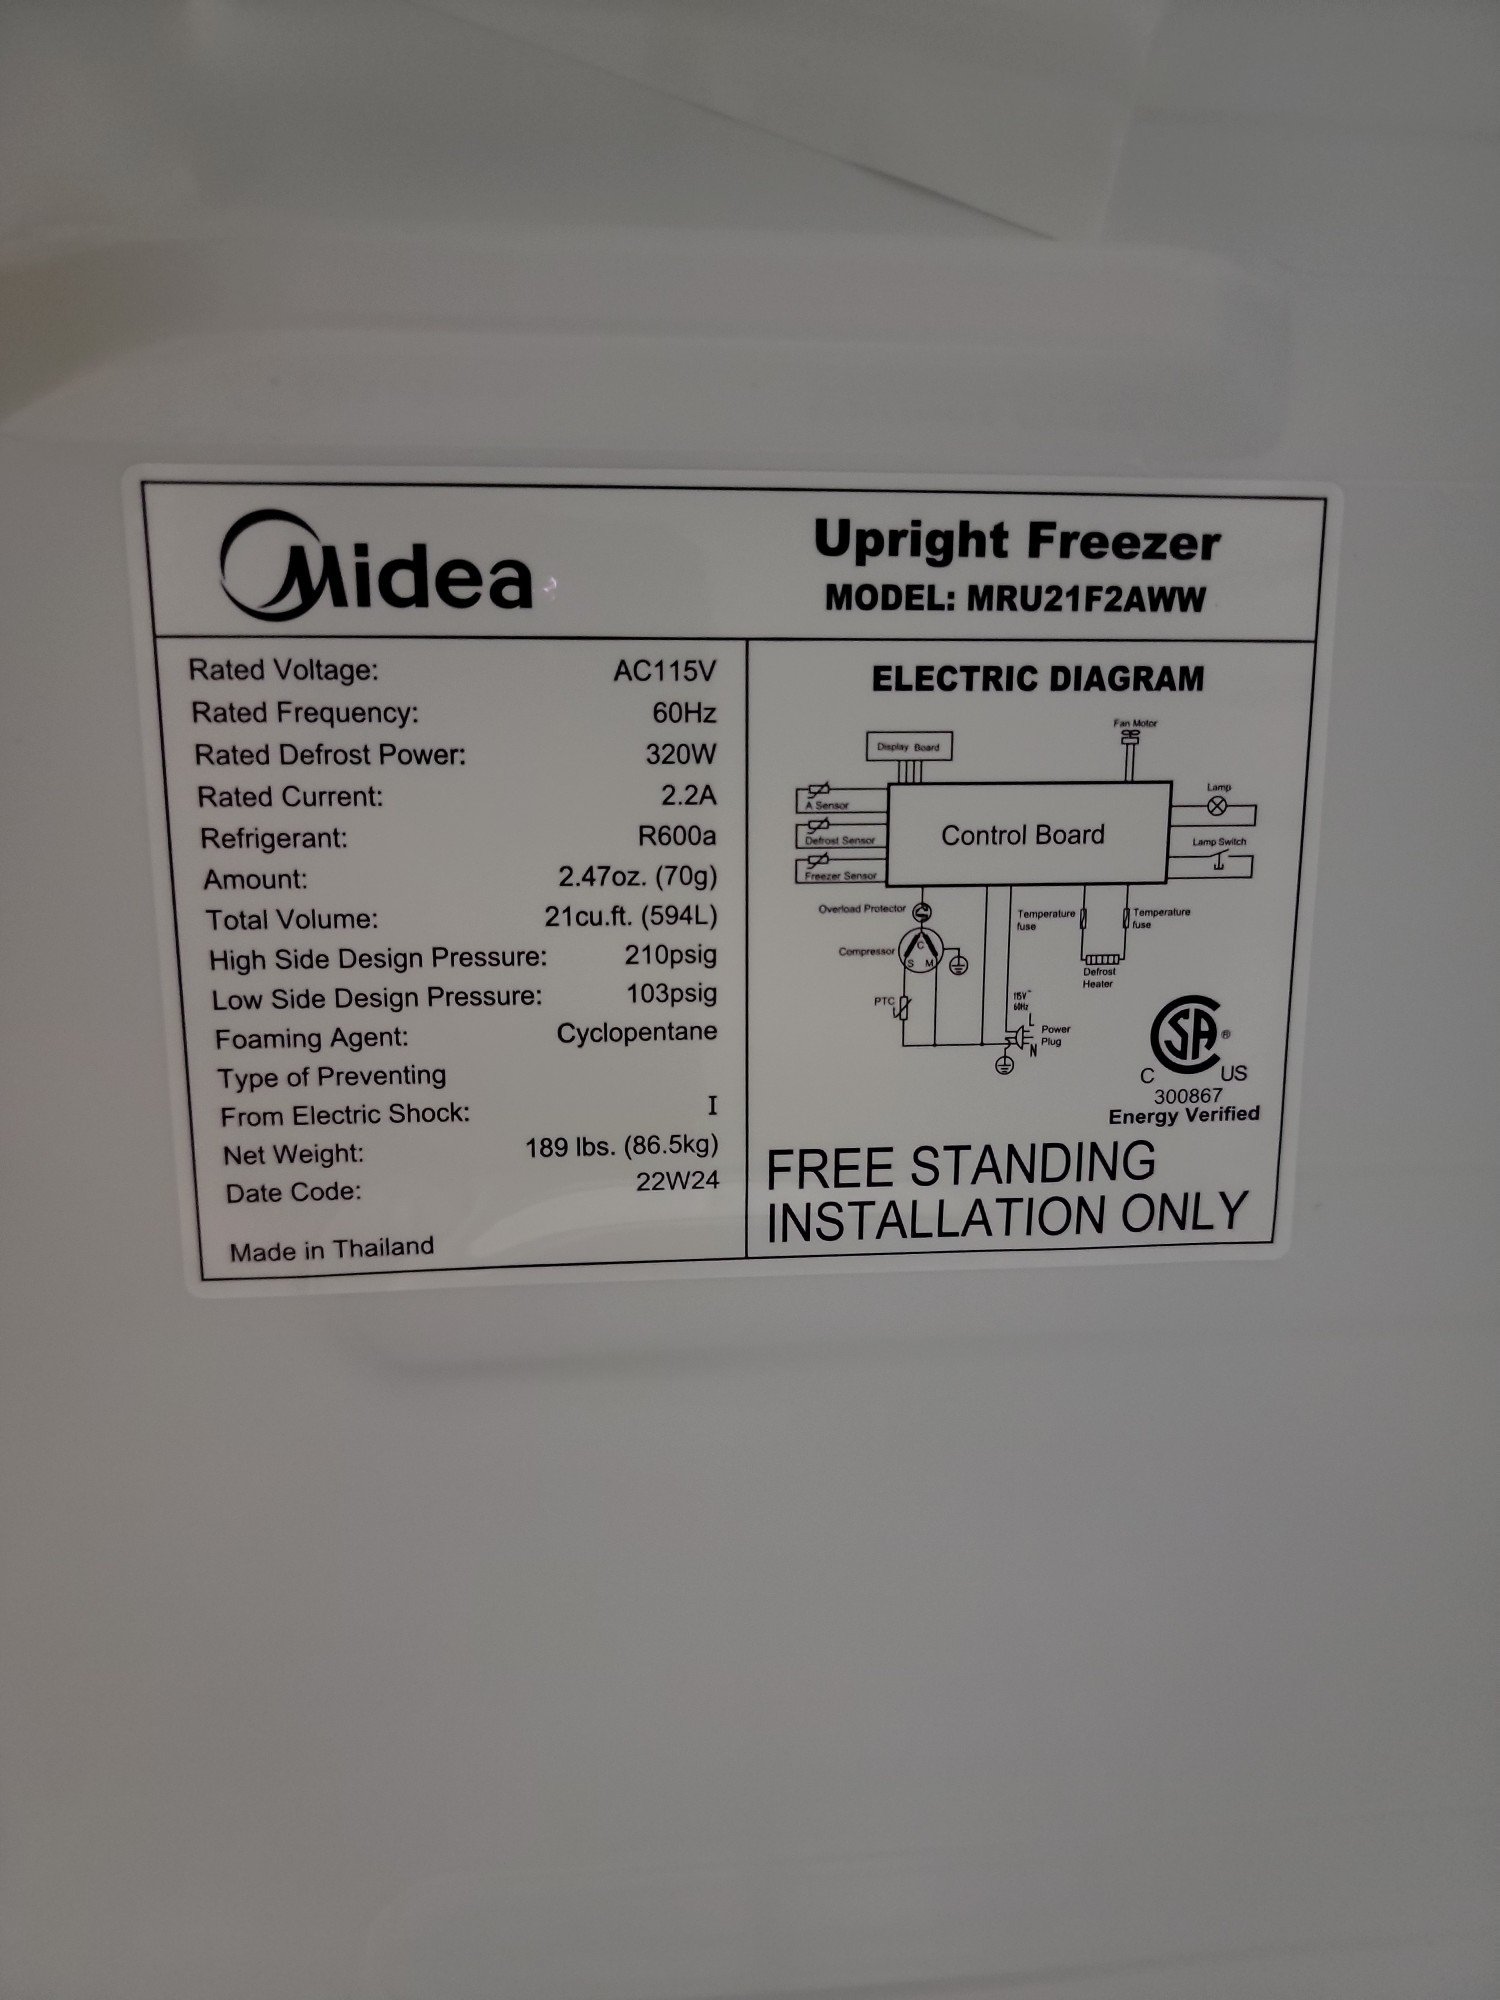 Midea
Upright Freezer
MODEL: MRU21F2AWW
Rated Voltage: AC115V
Rated Frequency: 60Hz
Rated Defrost Power: 320W
Rated Current: 2.2A
Refrigerant: R600a
Amount: 2.47oz. (70g)
Total Volume: 21cu.ft. (594L)
High Side Design Pressure: 210psig
Low Side Design Pressure: 103psig
Foaming Agent: Cyclopentane
Type of Preventing
From Electric Shock: I
Net Weight: 189 lbs. (86.5kg)
Date Code: 22W24
Made in Thailand
ELECTRIC DIAGRAM
Fan Motor
Display Board
Lamp
A Sensor
Control Board
Defrost Sensor
Lamp Switch
Freezer Sensor
Overload Protector
Temperature
fuse
Temperature
fuse
Compressor
C
S M
Defrost
Heater
PTC
115V~
60Hz
L
N
Power
Plug
SA ®
C US
300867
Energy Verified
FREE STANDING
INSTALLATION ONLY